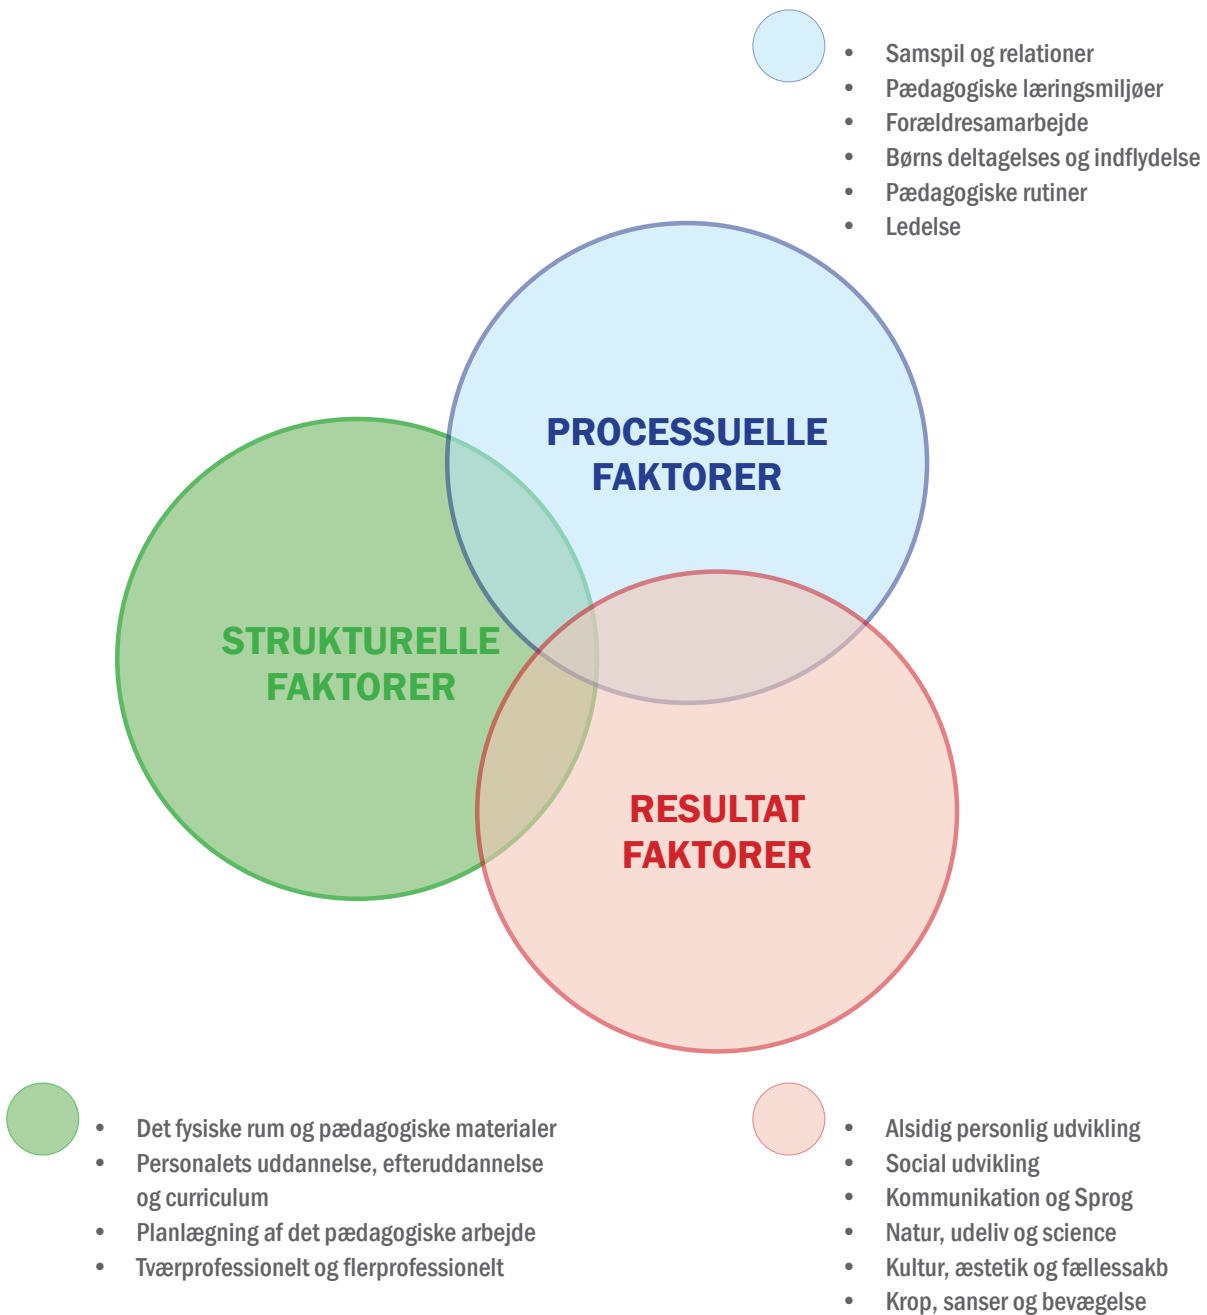 • Samspil og relationer
• Pædagogiske læringsmiljøer
• Forældresamarbejde
• Børns deltagelses og indflydelse
• Pædagogiske rutiner
• Ledelse
PROCESSUELLE
FAKTORER
STRUKTURELLE
FAKTORER
RESULTAT
FAKTORER
• Det fysiske rum og pædagogiske materialer
• Personalets uddannelse, efteruddannelse
og curriculum
• Planlægning af det pædagogiske arbejde
• Tværprofessionelt og flerprofessionelt
• Alsidig personlig udvikling
• Social udvikling
• Kommunikation og Sprog
• Natur, udeliv og science
• Kultur, æstetik og fællessakb
• Krop, sanser og bevægelse